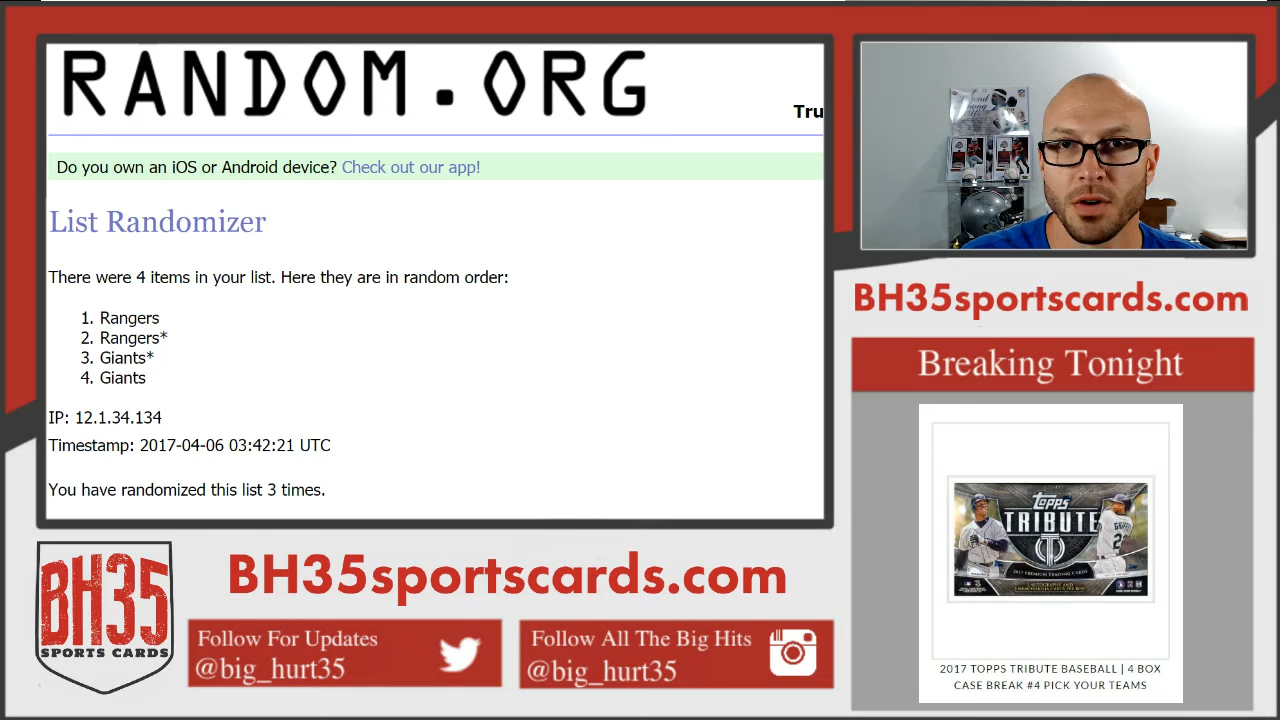 RANDOM.ORG
Tru
Do you own an iOS or Android device? Check out our app!
List Randomizer
There were 4 items in your list. Here they are in random order:
1. Rangers
2. Rangers*
3. Giants*
4. Giants
IP: 12.1.34.134
Timestamp: 2017-04-06 03:42:21 UTC
You have randomized this list 3 times.
BH35sportscards.com
Breaking Tonight
topps
TRIBUTE
2017 TOPPS TRIBUTE BASEBALL | 4 BOX
CASE BREAK #4 PICK YOUR TEAMS
BH35
SPORTS CARDS
BH35sportscards.com
Follow For Updates
@big_hurt35
Follow All The Big Hits
@big_hurt35